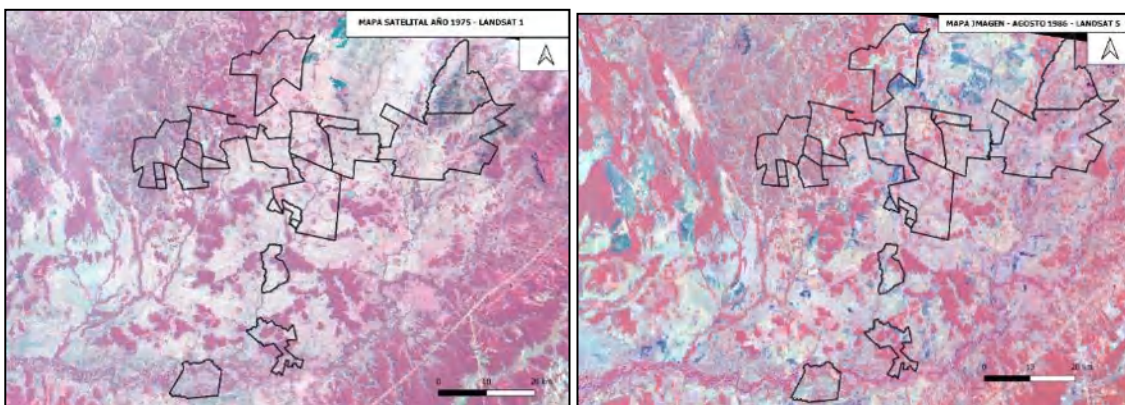 MAPA SATELITAL AÑO 1975 - LANDSAT 1
0 10 20 km
MAPA IMAGEN - AGOSTO 1986 - LANDSAT 5
0 10 20 km